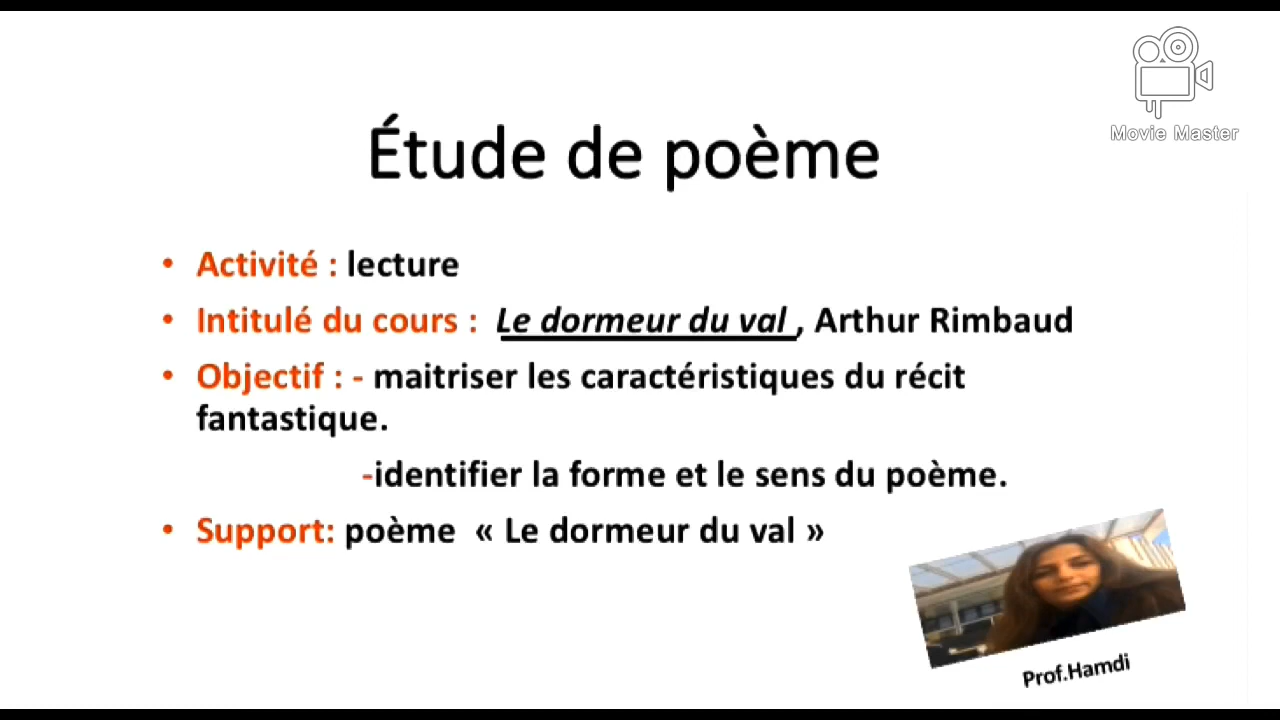 Movie Master
Étude de poème
• Activité : lecture
• Intitulé du cours : Le dormeur du val , Arthur Rimbaud
• Objectif : - maitriser les caractéristiques du récit
fantastique.
-identifier la forme et le sens du poème.
• Support: poème « Le dormeur du val »
Prof.Hamdi